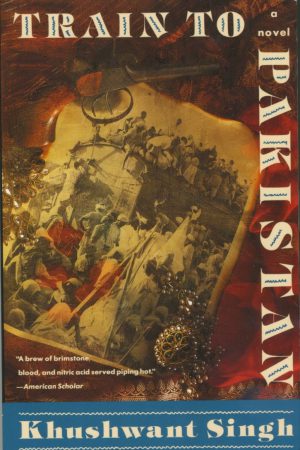 TRAIN TO
a
novel
PAKISTAN
"A brew of brimstone,
blood, and nitric acid served piping hot."
—American Scholar
Khushwant Singh